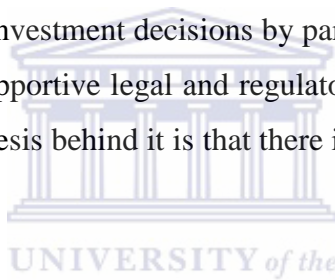 nvestment decisions by par
pportive legal and regulato
esis behind it is that there i
UNIVERSITY of the